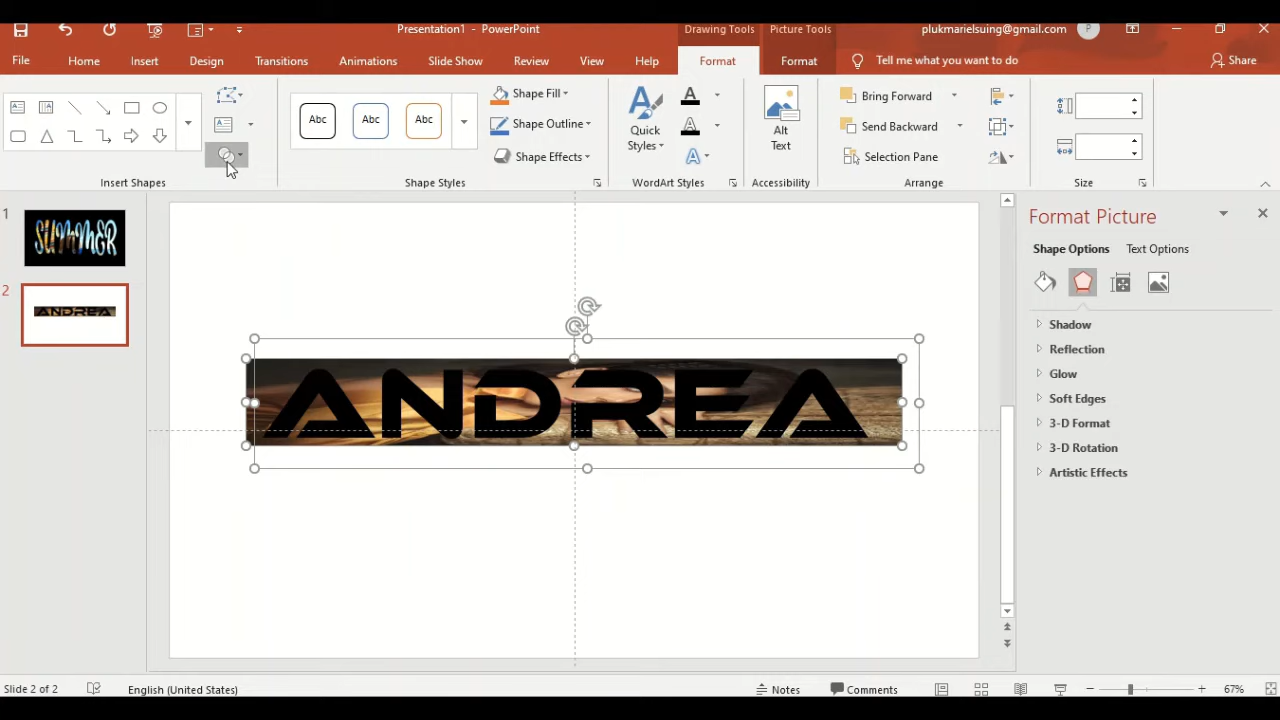 Presentation1 - PowerPoint
Drawing Tools
Picture Tools
plukmarielsuing@gmail.com
P
File
Home
Insert
Design
Transitions
Animations
Slide Show
Review
View
Help
Format
Format
Tell me what you want to do
Share
Abc
Abc
Abc
Shape Fill
Shape Outline
Shape Effects
A
Quick
Styles
A
A
A
Alt
Text
Bring Forward
Send Backward
Selection Pane
Insert Shapes
Shape Styles
WordArt Styles
Accessibility
Arrange
Size
1
SUMMER
2
ANDREA
ANDREA
Format Picture
Shape Options
Text Options
Shadow
Reflection
Glow
Soft Edges
3-D Format
3-D Rotation
Artistic Effects
Slide 2 of 2
English (United States)
Notes
Comments
67%